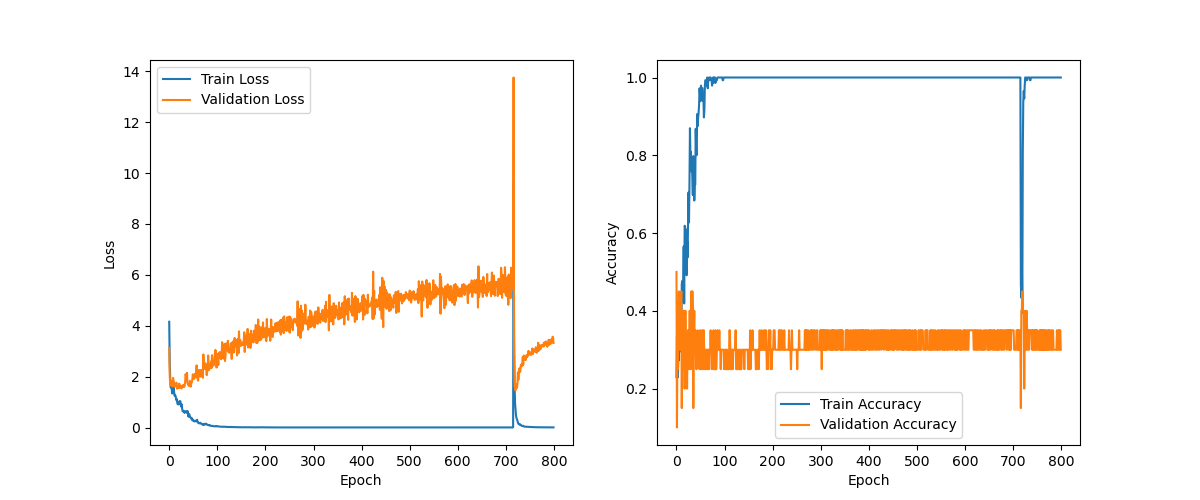 Train Loss
Validation Loss
14
12
10
8
6
4
2
0
Loss
0 100 200 300 400 500 600 700 800
Epoch
1.0
0.8
0.6
0.4
0.2
Accuracy
Train Accuracy
Validation Accuracy
0 100 200 300 400 500 600 700 800
Epoch